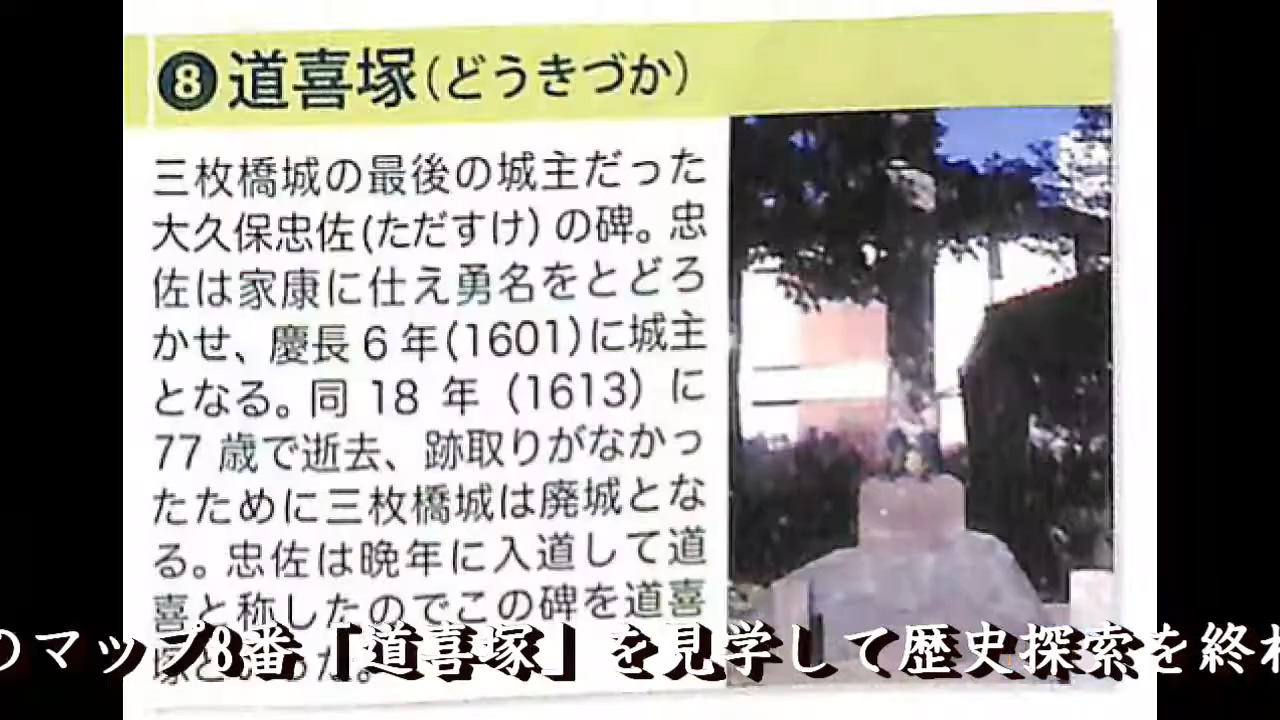 8 道喜塚(どうきづか)
三枚橋城の最後の城主だった
大久保忠佐(ただすけ)の碑。忠
佐は家康に仕え勇名をとどろ
かせ、慶長6年(1601)に城主
となる。同18年(1613)に
77歳で逝去、跡取りがなかっ
たために三枚橋城は廃城とな
る。忠佐は晩年に入道して道
喜と称したのでこの碑を道喜
のマップ8番「道喜塚」を見学して歴史探索を終わ